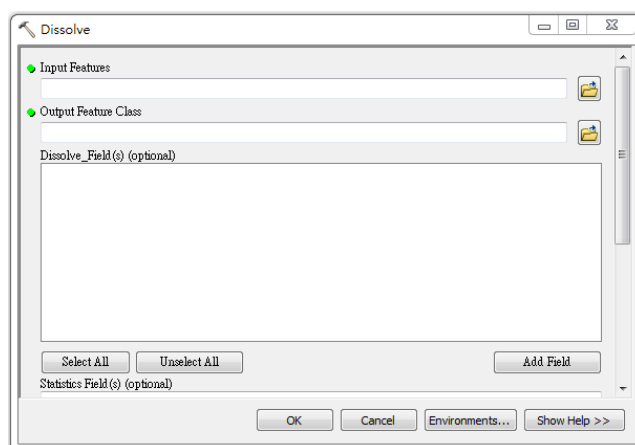 Dissolve
Input Features
Output Feature Class
Dissolve_Field(s) (optional)
Select All Unselect All Add Field
Statistics Field(s) (optional)
OK Cancel Environments... Show Help >>